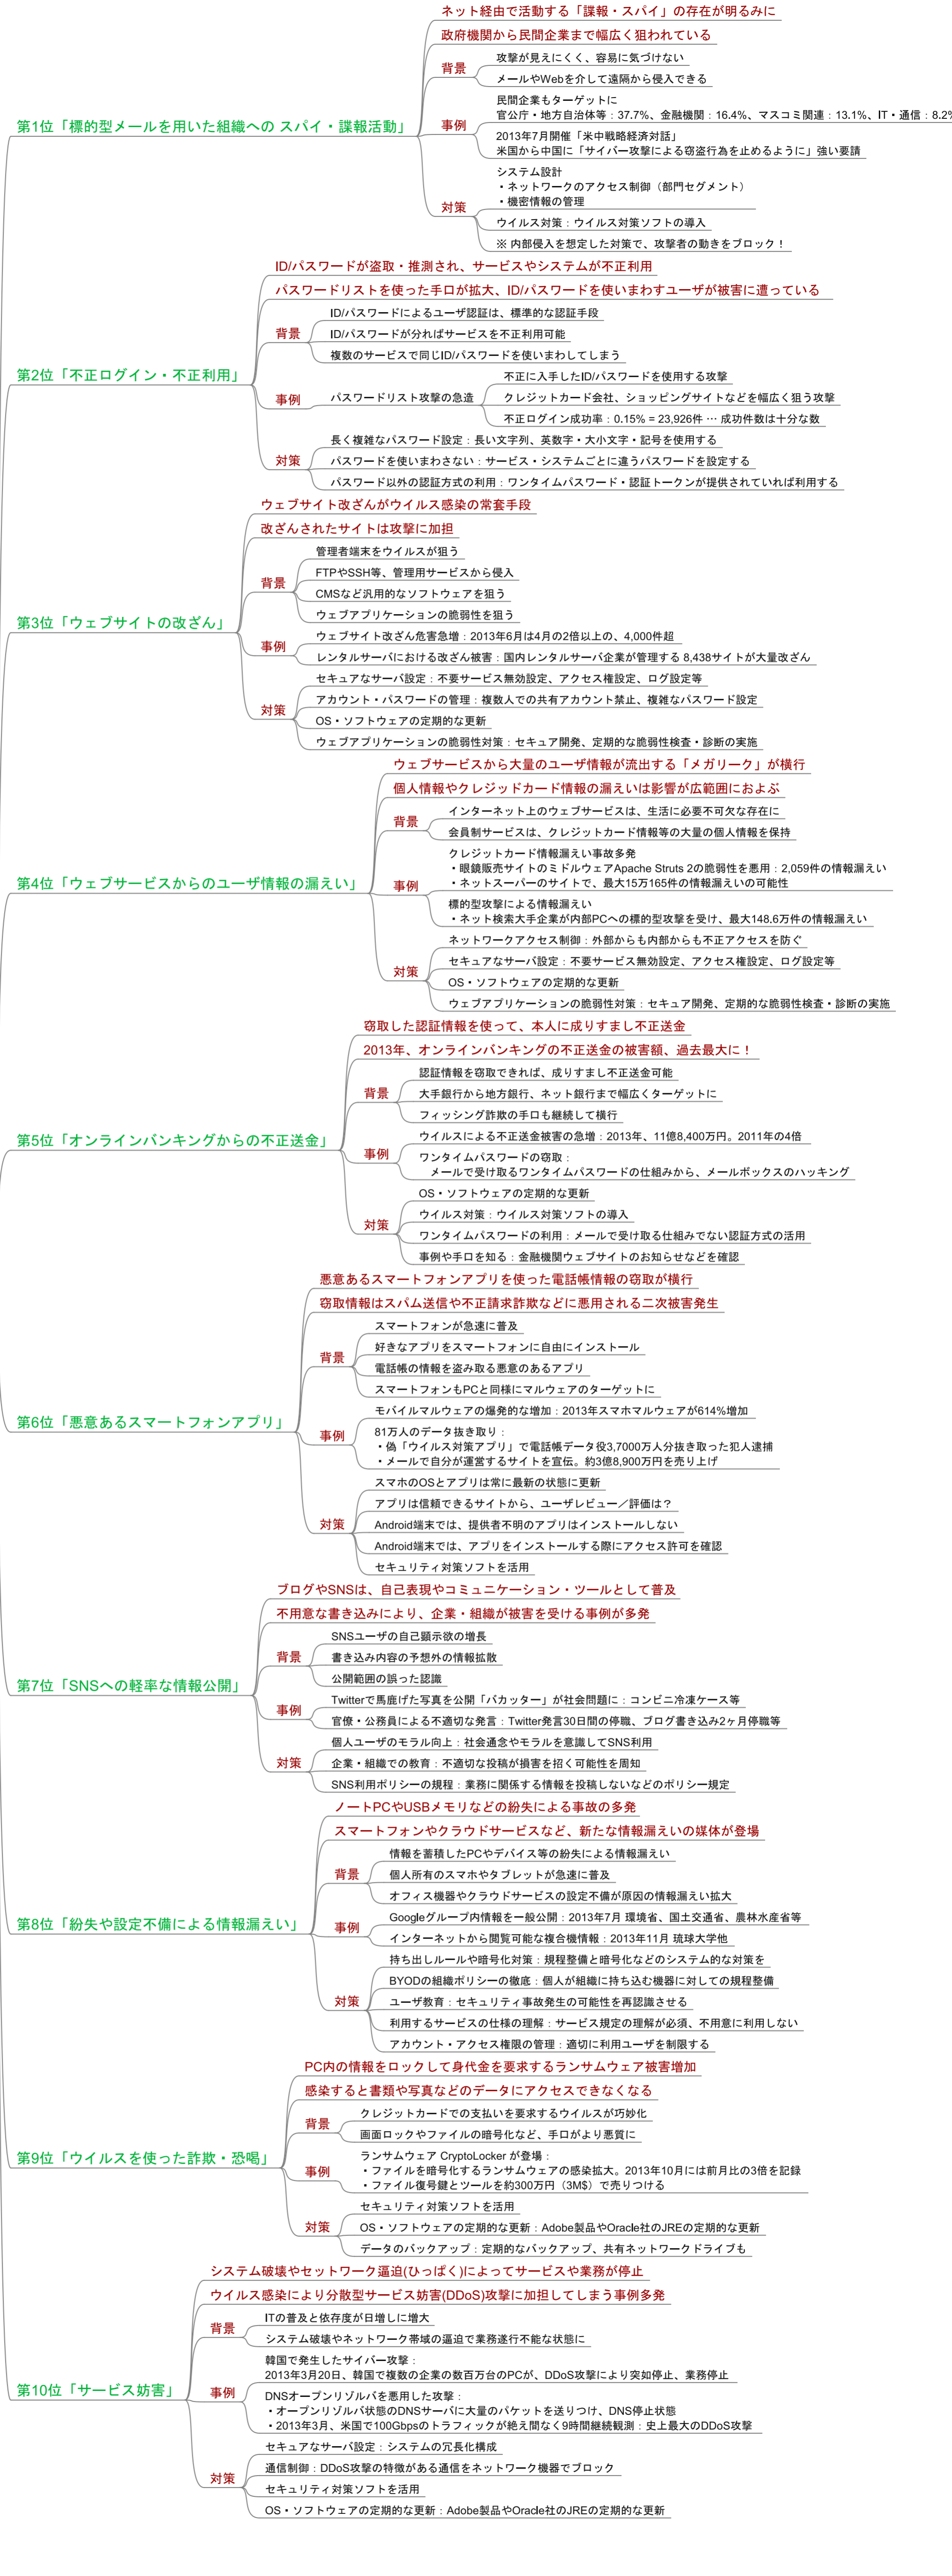 第1位「標的型メールを用いた組織への スパイ・諜報活動」
ネット経由で活動する「諜報・スパイ」の存在が明るみに
政府機関から民間企業まで幅広く狙われている
背景
攻撃が見えにくく、容易に気づけない
メールやWebを介して遠隔から侵入できる
事例
民間企業もターゲットに
官公庁・地方自治体等：37.7%、金融機関：16.4%、マスコミ関連：13.1%、IT・通信：8.2%
2013年7月開催「米中戦略経済対話」
米国から中国に「サイバー攻撃による窃盗行為を止めるように」強い要請
対策
システム設計
・ネットワークのアクセス制御（部門セグメント）
・機密情報の管理
ウイルス対策：ウイルス対策ソフトの導入
※ 内部侵入を想定した対策で、攻撃者の動きをブロック！
第2位「不正ログイン・不正利用」
ID/パスワードが盗取・推測され、サービスやシステムが不正利用
パスワードリストを使った手口が拡大、ID/パスワードを使いまわすユーザが被害に遭っている
背景
ID/パスワードによるユーザ認証は、標準的な認証手段
ID/パスワードが分ればサービスを不正利用可能
複数のサービスで同じID/パスワードを使いまわしてしまう
事例
パスワードリスト攻撃の急造
不正に入手したID/パスワードを使用する攻撃
クレジットカード会社、ショッピングサイトなどを幅広く狙う攻撃
不正ログイン成功率：0.15% = 23,926件 … 成功件数は十分な数
対策
長く複雑なパスワード設定：長い文字列、英数字・大小文字・記号を使用する
パスワードを使いまわさない：サービス・システムごとに違うパスワードを設定する
パスワード以外の認証方式の利用：ワンタイムパスワード・認証トークンが提供されていれば利用する
第3位「ウェブサイトの改ざん」
ウェブサイト改ざんがウイルス感染の常套手段
改ざんされたサイトは攻撃に加担
背景
管理者端末をウイルスが狙う
FTPやSSH等、管理用サービスから侵入
CMSなど汎用的なソフトウェアを狙う
ウェブアプリケーションの脆弱性を狙う
事例
ウェブサイト改ざん危害急増：2013年6月は4月の2倍以上の、4,000件超
レンタルサーバにおける改ざん被害：国内レンタルサーバ企業が管理する 8,438サイトが大量改ざん
対策
セキュアなサーバ設定：不要サービス無効設定、アクセス権設定、ログ設定等
アカウント・パスワードの管理：複数人での共有アカウント禁止、複雑なパスワード設定
OS・ソフトウェアの定期的な更新
ウェブアプリケーションの脆弱性対策：セキュア開発、定期的な脆弱性検査・診断の実施
第4位「ウェブサービスからのユーザ情報の漏えい」
ウェブサービスから大量のユーザ情報が流出する「メガリーク」が横行
個人情報やクレッジドカード情報の漏えいは影響が広範囲におよぶ
背景
インターネット上のウェブサービスは、生活に必要不可欠な存在に
会員制サービスは、クレジットカード情報等の大量の個人情報を保持
事例
クレジットカード情報漏えい事故多発
・眼鏡販売サイトのミドルウェアApache Struts 2の脆弱性を悪用：2,059件の情報漏えい
・ネットスーパーのサイトで、最大15万165件の情報漏えいの可能性
標的型攻撃による情報漏えい
・ネット検索大手企業が内部PCへの標的型攻撃を受け、最大148.6万件の情報漏えい
対策
ネットワークアクセス制御：外部からも内部からも不正アクセスを防ぐ
セキュアなサーバ設定：不要サービス無効設定、アクセス権設定、ログ設定等
OS・ソフトウェアの定期的な更新
ウェブアプリケーションの脆弱性対策：セキュア開発、定期的な脆弱性検査・診断の実施
第5位「オンラインバンキングからの不正送金」
窃取した認証情報を使って、本人に成りすまし不正送金
2013年、オンラインバンキングの不正送金の被害額、過去最大に！
背景
認証情報を窃取できれば、成りすまし不正送金可能
大手銀行から地方銀行、ネット銀行まで幅広くターゲットに
フィッシング詐欺の手口も継続して横行
事例
ウイルスによる不正送金被害の急増：2013年、11億8,400万円。2011年の4倍
ワンタイムパスワードの窃取：
メールで受け取るワンタイムパスワードの仕組みから、メールボックスのハッキング
対策
OS・ソフトウェアの定期的な更新
ウイルス対策：ウイルス対策ソフトの導入
ワンタイムパスワードの利用：メールで受け取る仕組みでない認証方式の活用
事例や手口を知る：金融機関ウェブサイトのお知らせなどを確認
第6位「悪意あるスマートフォンアプリ」
悪意あるスマートフォンアプリを使った電話帳情報の窃取が横行
窃取情報はスパム送信や不正請求詐欺などに悪用される二次被害発生
背景
スマートフォンが急速に普及
好きなアプリをスマートフォンに自由にインストール
電話帳の情報を盗み取る悪意のあるアプリ
スマートフォンもPCと同様にマルウェアのターゲットに
事例
モバイルマルウェアの爆発的な増加：2013年スマホマルウェアが614%増加
81万人のデータ抜き取り：
・偽「ウイルス対策アプリ」で電話帳データ役3,7000万人分抜き取った犯人逮捕
・メールで自分が運営するサイトを宣伝。約3億8,900万円を売り上げ
対策
スマホのOSとアプリは常に最新の状態に更新
アプリは信頼できるサイトから、ユーザレビュー／評価は？
Android端末では、提供者不明のアプリはインストールしない
Android端末では、アプリをインストールする際にアクセス許可を確認
セキュリティ対策ソフトを活用
第7位「SNSへの軽率な情報公開」
ブログやSNSは、自己表現やコミュニケーション・ツールとして普及
不用意な書き込みにより、企業・組織が被害を受ける事例が多発
背景
SNSユーザの自己顕示欲の増長
書き込み内容の予想外の情報拡散
公開範囲の誤った認識
事例
Twitterで馬鹿げた写真を公開「バカッター」が社会問題に：コンビニ冷凍ケース等
官僚・公務員による不適切な発言：Twitter発言30日間の停職、ブログ書き込み2ヶ月停職等
対策
個人ユーザのモラル向上：社会通念やモラルを意識してSNS利用
企業・組織での教育：不適切な投稿が損害を招く可能性を周知
SNS利用ポリシーの規程：業務に関係する情報を投稿しないなどのポリシー規定
第8位「紛失や設定不備による情報漏えい」
ノートPCやUSBメモリなどの紛失による事故の多発
スマートフォンやクラウドサービスなど、新たな情報漏えいの媒体が登場
背景
情報を蓄積したPCやデバイス等の紛失による情報漏えい
個人所有のスマホやタブレットが急速に普及
オフィス機器やクラウドサービスの設定不備が原因の情報漏えい拡大
事例
Googleグループ内情報を一般公開：2013年7月 環境省、国土交通省、農林水産省等
インターネットから閲覧可能な複合機情報：2013年11月 琉球大学他
対策
持ち出しルールや暗号化対策：規程整備と暗号化などのシステム的な対策を
BYODの組織ポリシーの徹底：個人が組織に持ち込む機器に対しての規程整備
ユーザ教育：セキュリティ事故発生の可能性を再認識させる
利用するサービスの仕様の理解：サービス規定の理解が必須、不用意に利用しない
アカウント・アクセス権限の管理：適切に利用ユーザを制限する
第9位「ウイルスを使った詐欺・恐喝」
PC内の情報をロックして身代金を要求するランサムウェア被害増加
感染すると書類や写真などのデータにアクセスできなくなる
背景
クレジットカードでの支払いを要求するウイルスが巧妙化
画面ロックやファイルの暗号化など、手口がより悪質に
事例
ランサムウェア CryptoLocker が登場：
・ファイルを暗号化するランサムウェアの感染拡大。2013年10月には前月比の3倍を記録
・ファイル復号鍵とツールを約300万円（3M$）で売りつける
対策
セキュリティ対策ソフトを活用
OS・ソフトウェアの定期的な更新：Adobe製品やOracle社のJREの定期的な更新
データのバックアップ：定期的なバックアップ、共有ネットワークドライブも
第10位「サービス妨害」
システム破壊やセットワーク逼迫(ひっぱく)によってサービスや業務が停止
ウイルス感染により分散型サービス妨害(DDoS)攻撃に加担してしまう事例多発
背景
ITの普及と依存度が日増しに増大
システム破壊やネットワーク帯域の逼迫で業務遂行不能な状態に
事例
韓国で発生したサイバー攻撃：
2013年3月20日、韓国で複数の企業の数百万台のPCが、DDoS攻撃により突如停止、業務停止
DNSオープンリゾルバを悪用した攻撃：
・オープンリゾルバ状態のDNSサーバに大量のパケットを送りつけ、DNS停止状態
・2013年3月、米国で100Gbpsのトラフィックが絶え間なく9時間継続観測：史上最大のDDoS攻撃
対策
セキュアなサーバ設定：システムの冗長化構成
通信制御：DDoS攻撃の特徴がある通信をネットワーク機器でブロック
セキュリティ対策ソフトを活用
OS・ソフトウェアの定期的な更新：Adobe製品やOracle社のJREの定期的な更新